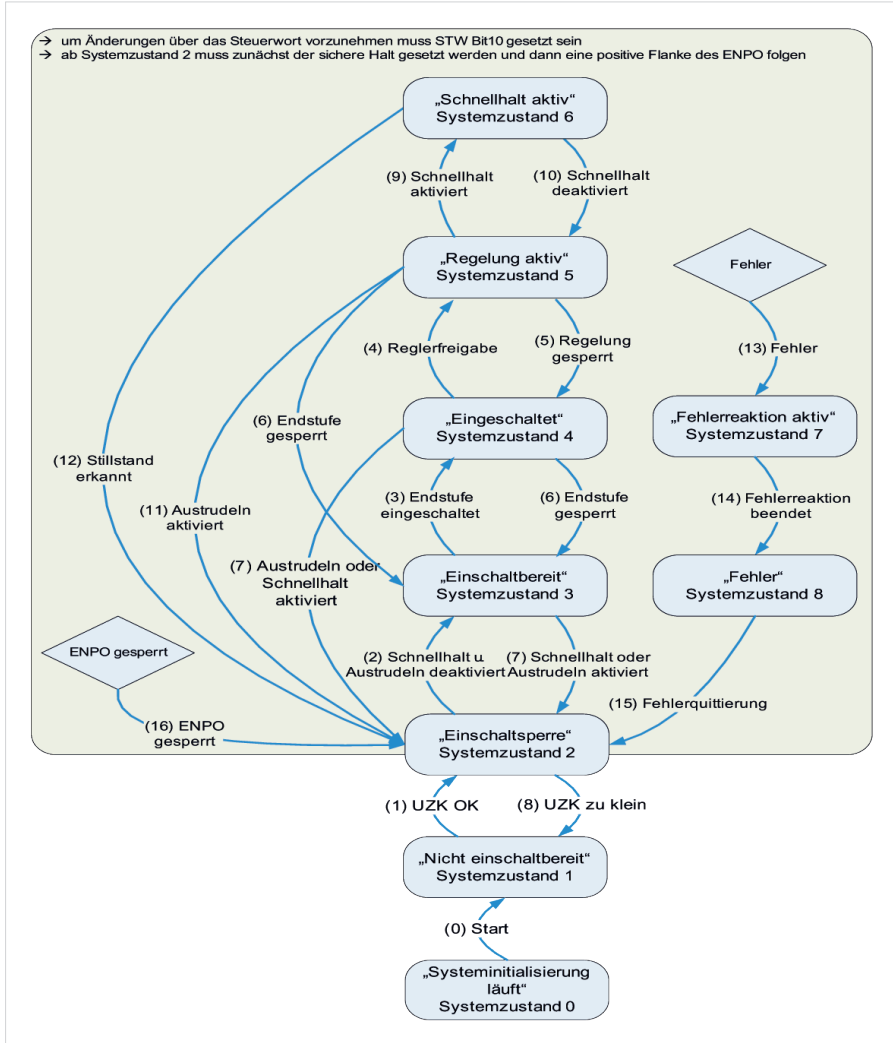 → um Änderungen über das Steuerwort vorzunehmen muss STW Bit10 gesetzt sein
→ ab Systemzustand 2 muss zunächst der sichere Halt gesetzt werden und dann eine positive Flanke des ENPO folgen
„Schnellhalt aktiv“
Systemzustand 6
(9) Schnellhalt
aktiviert
(10) Schnellhalt
deaktiviert
„Regelung aktiv“
Systemzustand 5
Fehler
(4) Reglerfreigabe
(5) Regelung
gesperrt
(13) Fehler
(6) Endstufe
gesperrt
„Eingeschaltet“
Systemzustand 4
„Fehlerreaktion aktiv“
Systemzustand 7
(12) Stillstand
erkannt
(11) Austrudeln
aktiviert
(3) Endstufe
eingeschaltet
(6) Endstufe
gesperrt
(14) Fehlerreaktion
beendet
(7) Austrudeln oder
Schnellhalt
aktiviert
„Einschaltbereit“
Systemzustand 3
„Fehler“
Systemzustand 8
ENPO gesperrt
(2) Schnellhalt u.
Austrudeln deaktiviert
(7) Schnellhalt oder
Austrudeln aktiviert
(15) Fehlerquittierung
(16) ENPO
gesperrt
„Einschaltsperre“
Systemzustand 2
(1) UZK OK
(8) UZK zu klein
„Nicht einschaltbereit“
Systemzustand 1
(0) Start
„Systeminitialisierung
läuft“
Systemzustand 0